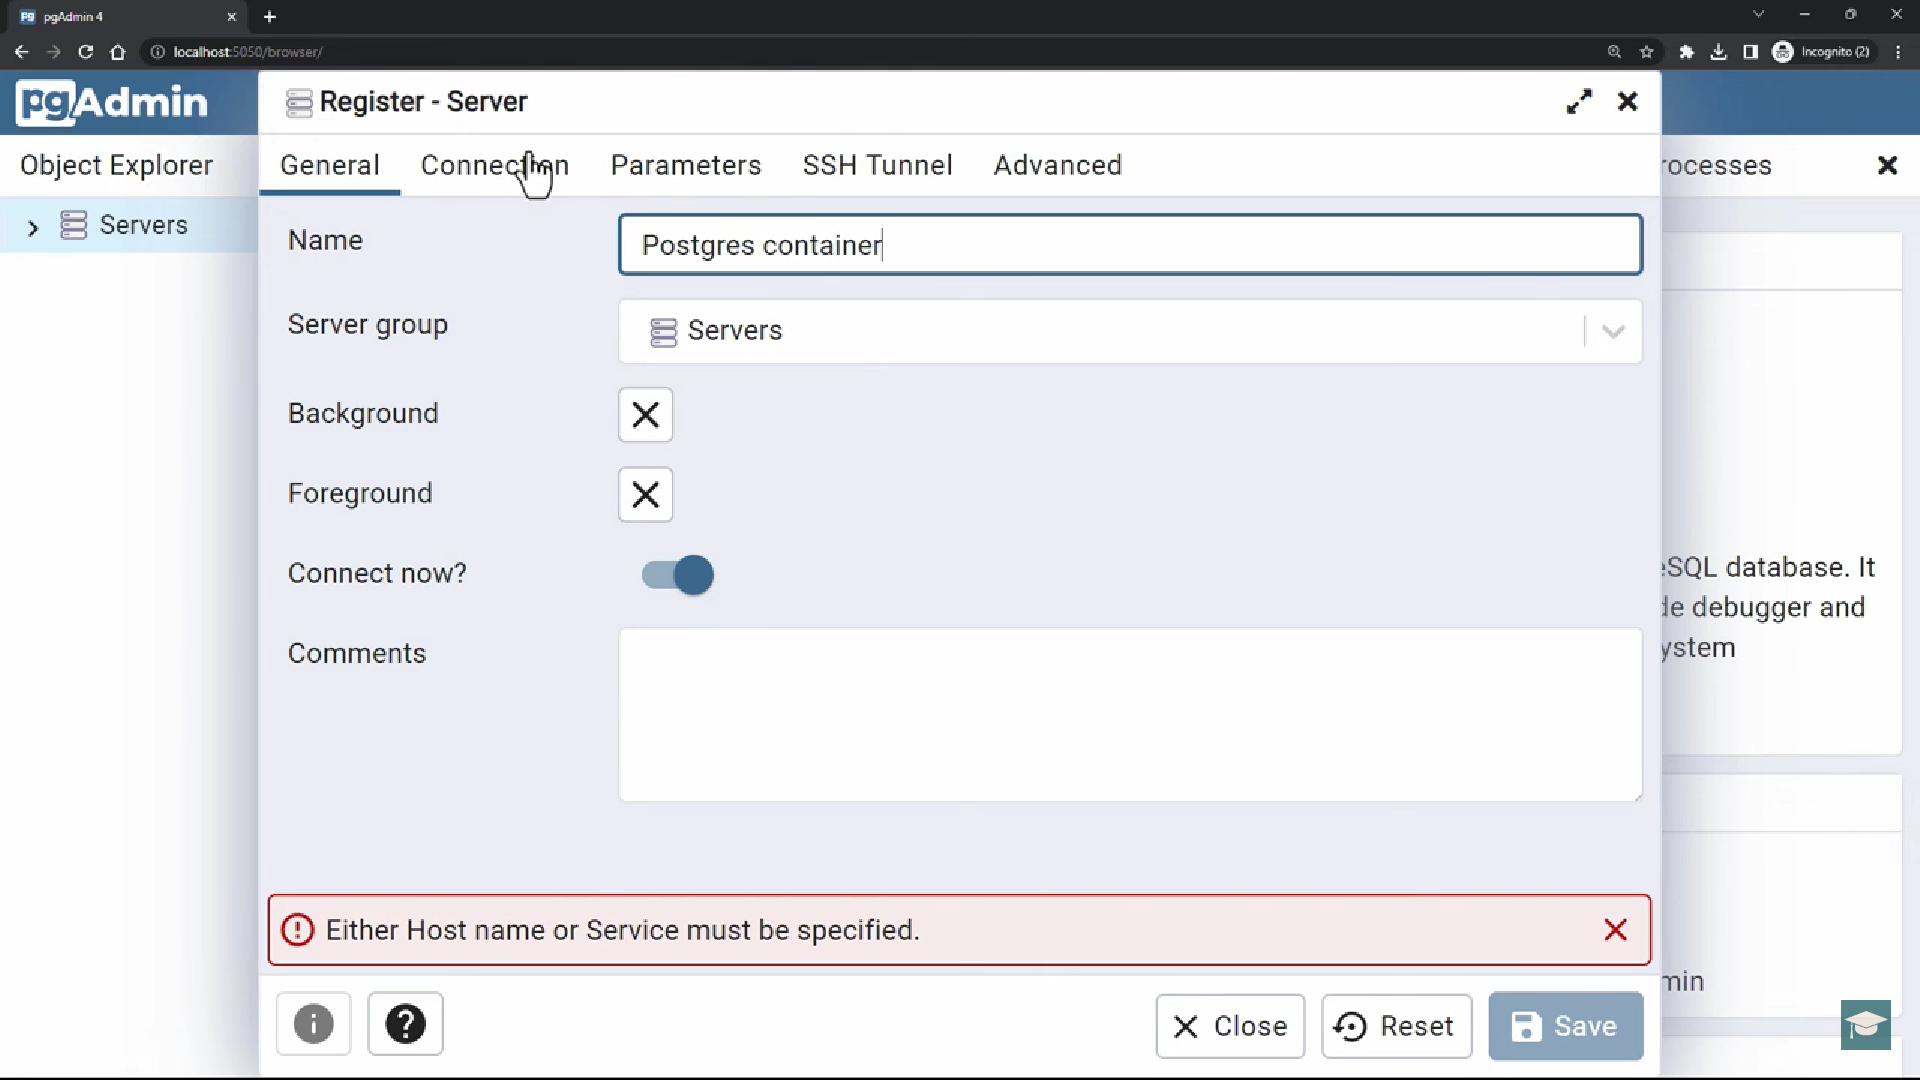 pgAdmin 4
localhost:5050/browser/
Incognito (2)
pgAdmin
Register - Server
Object Explorer
General
Connection
Parameters
SSH Tunnel
Advanced
rocesses
Servers
Name
Postgres container
Server group
Servers
Background
Foreground
Connect now?
eSQL database. It
de debugger and
ystem
Comments
Either Host name or Service must be specified.
min
Close
Reset
Save